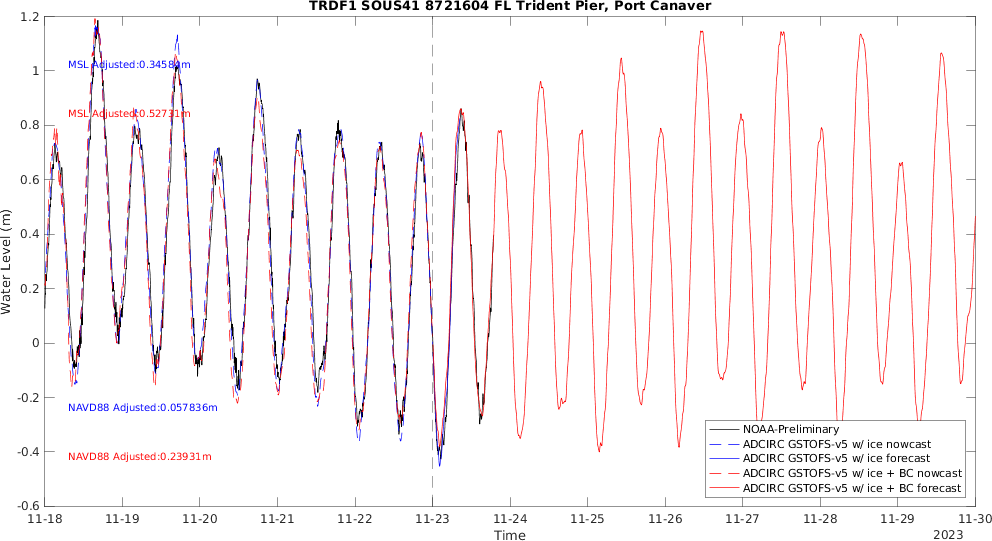 TRDF1 SOUS41 8721604 FL Trident Pier, Port Canaver
Water Level (m)
1.2
1
0.8
0.6
0.4
0.2
0
-0.2
-0.4
-0.6
MSL Adjusted:0.34581m
MSL Adjusted:0.52731m
NAVD88 Adjusted:0.057836m
NAVD88 Adjusted:0.23931m
NOAA-Preliminary
ADCIRC GSTOFS-v5 w/ ice nowcast
ADCIRC GSTOFS-v5 w/ ice forecast
ADCIRC GSTOFS-v5 w/ ice + BC nowcast
ADCIRC GSTOFS-v5 w/ ice + BC forecast
11-18 11-19 11-20 11-21 11-22 11-23 11-24 11-25 11-26 11-27 11-28 11-29 11-30
Time
2023